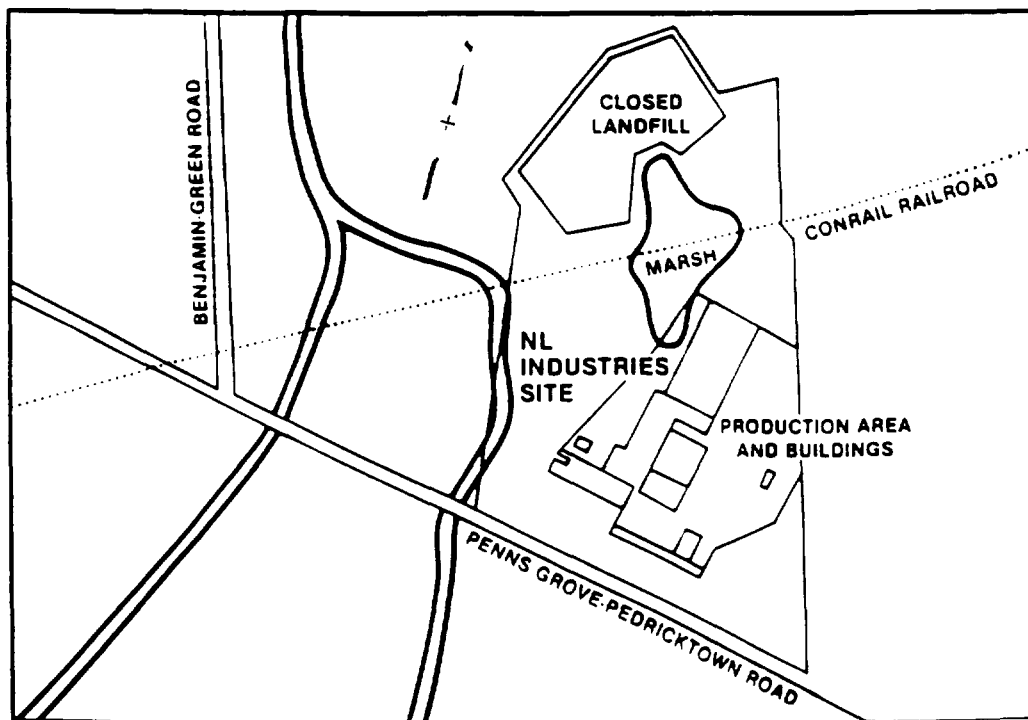 BENJAMIN-GREEN ROAD
CLOSED
LANDFILL
CONRAIL RAILROAD
MARSH
NL
INDUSTRIES
SITE
PRODUCTION AREA
AND BUILDINGS
PENNS GROVE-PEDRICKTOWN ROAD